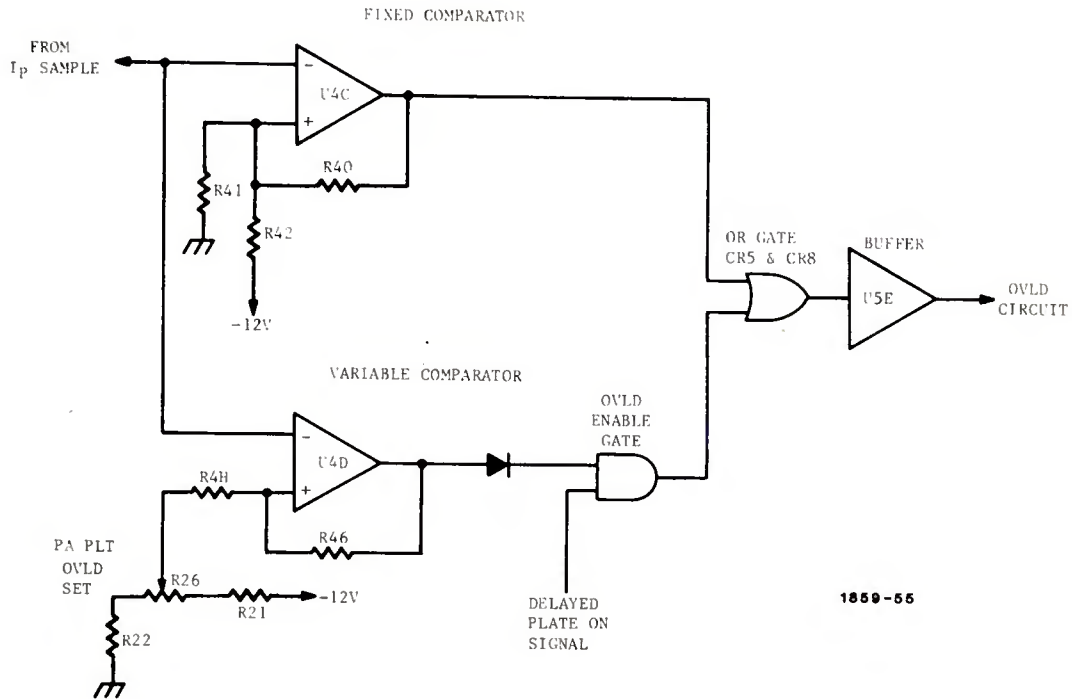 FIXED COMPARATOR
FROM
Ip SAMPLE
-
U4C
+
R40
R41
R42
-12V
OR GATE
CR5 & CR8
BUFFER
U5E
OVLD
CIRCUIT
VARIABLE COMPARATOR
OVLD
ENABLE
GATE
-
U4D
+
R4H
R46
PA PLT
OVLD
SET
R26
R21
-12V
R22
DELAYED
PLATE ON
SIGNAL
1859-55